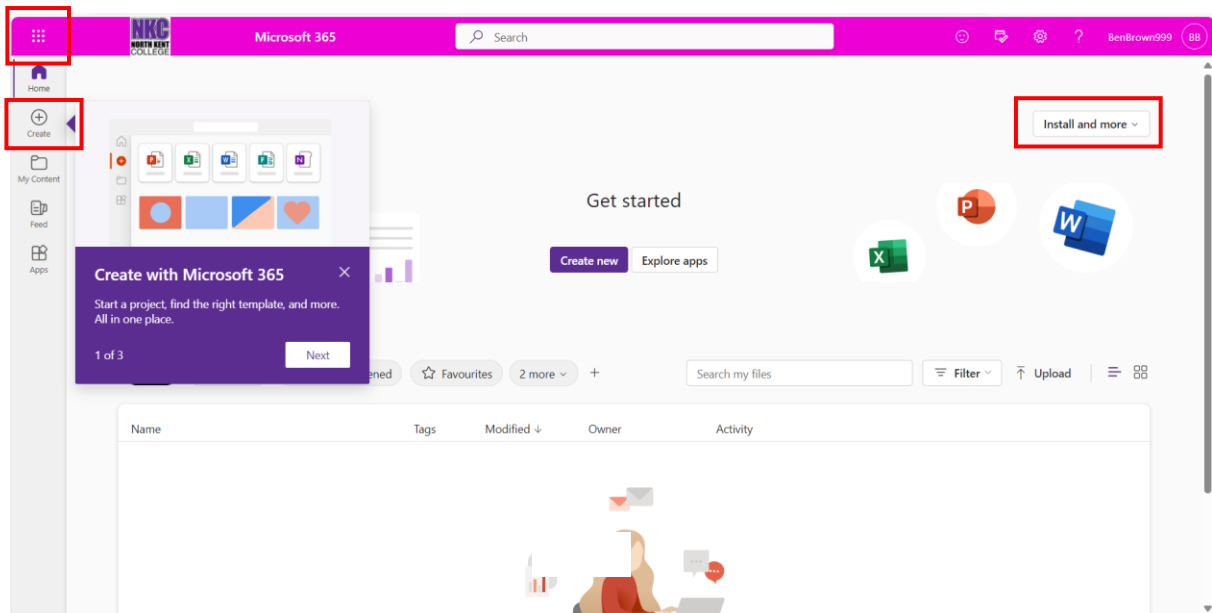 NKC
NORTH KENT
COLLEGE
Microsoft 365
Search
?
BenBrown999
BB
Home
Create
My Content
Feed
Apps
Install and more
Get started
Create new
Explore apps
P
X
W
P
X
W
F
N
Create with Microsoft 365
Start a project, find the right template, and more.
All in one place.
1 of 3
Next
ened
Favourites
2 more
Search my files
Filter
Upload
Name
Tags
Modified
Owner
Activity